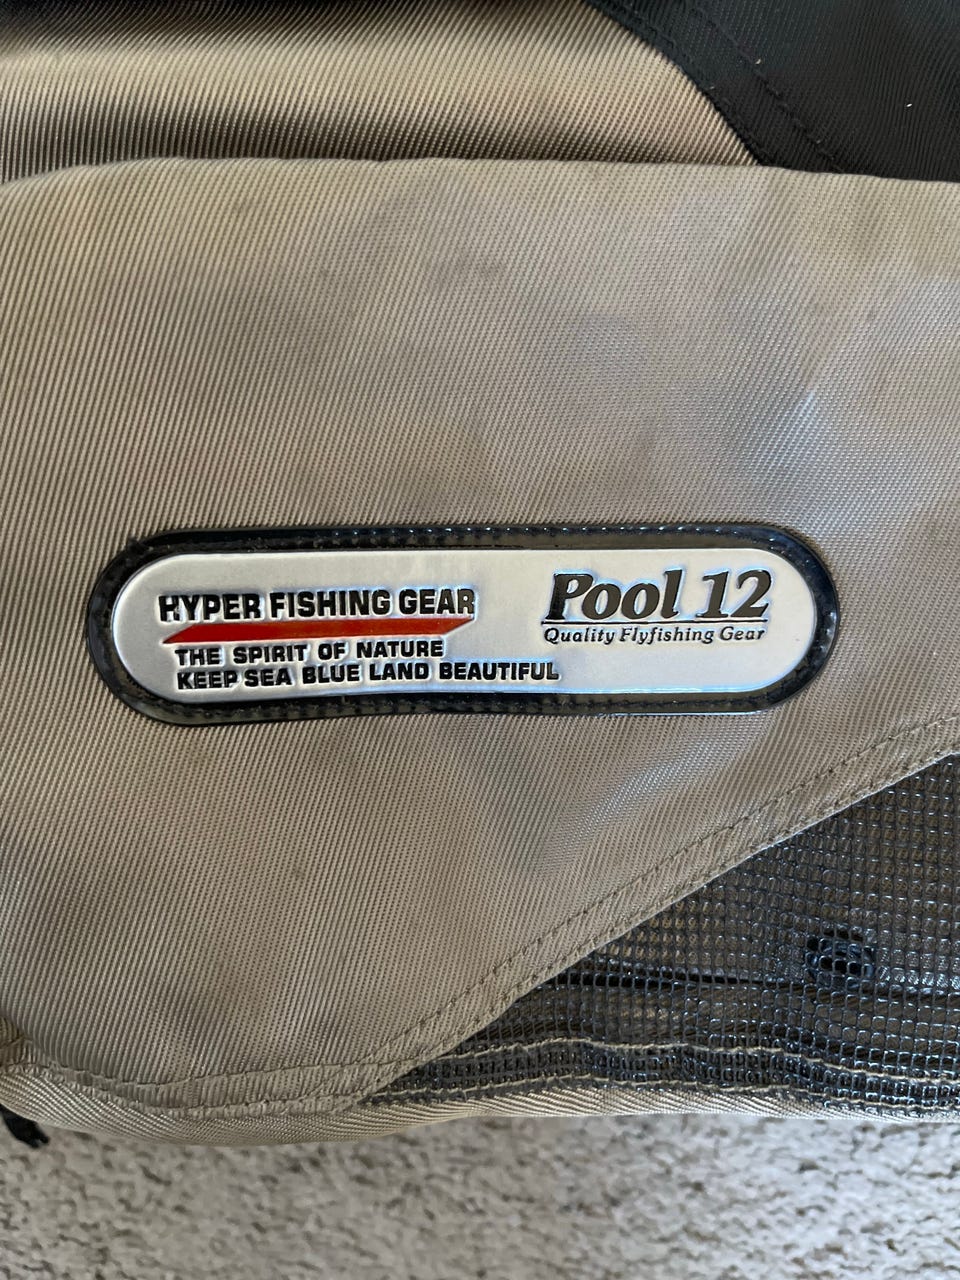 HYPER FISHING GEAR
THE SPIRIT OF NATURE
KEEP SEA BLUE LAND BEAUTIFUL
Pool 12
Quality Flyfishing Gear